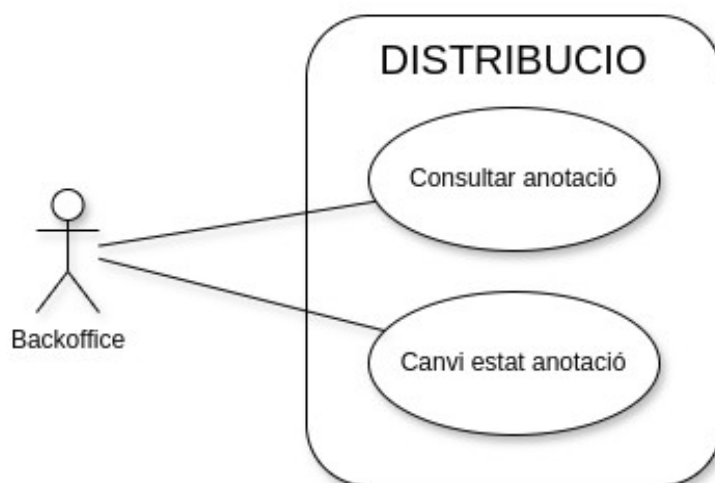 DISTRIBUCIO
Consultar anotació
Backoffice
Canvi estat anotació